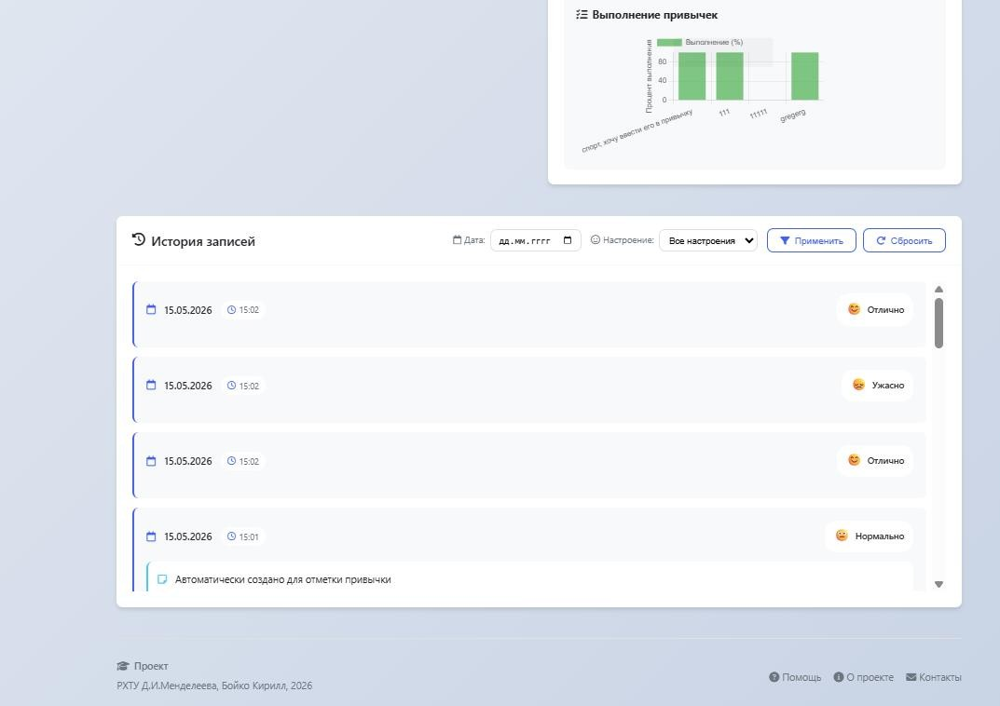 Выполнение привычек
Выполнение (%)
Процент выполнения
80
40
0
спорт, хочу ввести его в привычку
111
11111
gregerg
История записей
Дата: дд.мм.гггг Настроение: Все настроения Применить Сбросить
15.05.2026 15:02 Отлично
15.05.2026 15:02 Ужасно
15.05.2026 15:02 Отлично
15.05.2026 15:01 Нормально
Автоматически создано для отметки привычки
Проект
РХТУ Д.И.Менделеева, Бойко Кирилл, 2026
Помощь О проекте Контакты